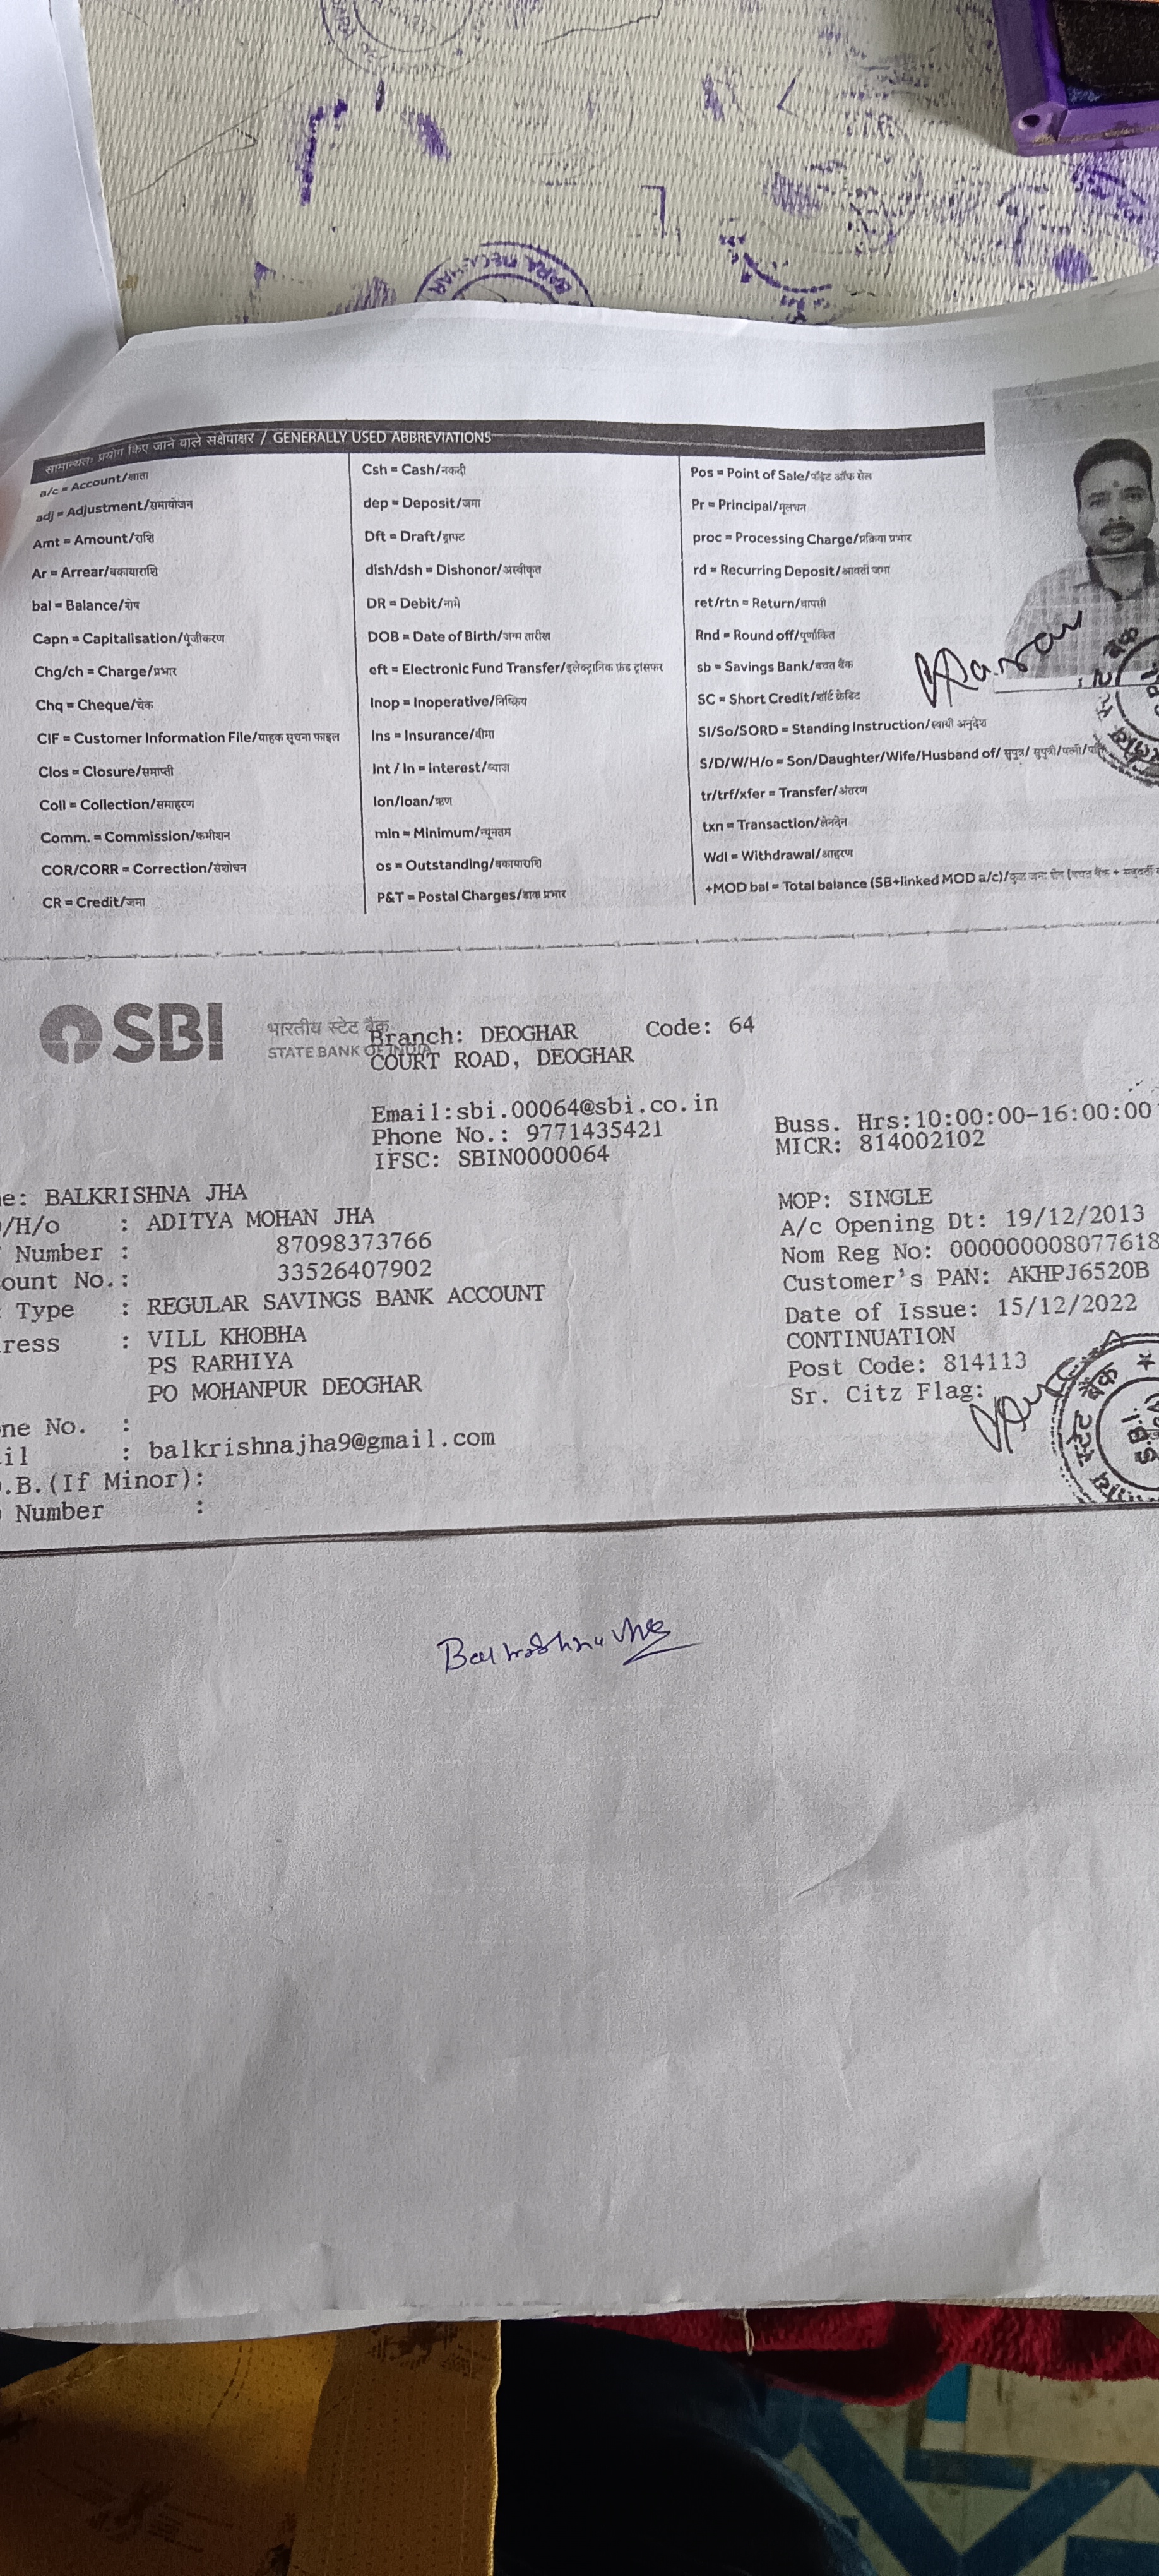 सामान्यतः प्रयोग किए जाने वाले संक्षेपाक्षर / GENERALLY USED ABBREVIATIONS
a/c = Account/खाता
adj = Adjustment/समायोजन
Amt = Amount/राशि
Ar = Arrear/बकायाराशि
bal = Balance/शेष
Capn = Capitalisation/पूंजीकरण
Chg/ch = Charge/प्रभार
Chq = Cheque/चेक
CIF = Customer Information File/ग्राहक सूचना फाइल
Clos = Closure/समाप्ती
Coll = Collection/समाहरण
Comm. = Commission/कमीशन
COR/CORR = Correction/संशोधन
CR = Credit/जमा
Csh = Cash/नकदी
dep = Deposit/जमा
Dft = Draft/ड्राफ्ट
dish/dsh = Dishonor/अस्वीकृत
DR = Debit/नामे
DOB = Date of Birth/जन्म तारीख
eft = Electronic Fund Transfer/इलेक्ट्रानिक फ़ंड ट्रांसफर
Inop = Inoperative/निष्क्रिय
Ins = Insurance/बीमा
Int / In = interest/ब्याज
lon/loan/ऋण
min = Minimum/न्यूनतम
os = Outstanding/बकायाराशि
P&T = Postal Charges/डाक प्रभार
Pos = Point of Sale/पॉइंट ऑफ सेल
Pr = Principal/मूलधन
proc = Processing Charge/प्रक्रिया प्रभार
rd = Recurring Deposit/आवर्ती जमा
ret/rtn = Return/वापसी
Rnd = Round off/पूर्णांकित
sb = Savings Bank/बचत बैंक
SC = Short Credit/शॉर्ट क्रेडिट
SI/So/SORD = Standing Instruction/स्थायी अनुदेश
S/D/W/H/o = Son/Daughter/Wife/Husband of/ सुपुत्र/ सुपुत्री/पत्नी/
tr/trf/xfer = Transfer/अंतरण
txn = Transaction/लेनदेन
Wdl = Withdrawal/आहरण
+MOD bal = Total balance (SB+linked MOD a/c)/कुल जमा शेष (बचत बैंक +
SBI
भारतीय स्टेट बैंक
STATE BANK OF INDIA
Branch: DEOGHAR Code: 64
COURT ROAD, DEOGHAR
Email:sbi.00064@sbi.co.in
Phone No.: 9771435421
IFSC: SBIN0000064
Buss. Hrs:10:00:00-16:00:00
MICR: 814002102
e: BALKRISHNA JHA
/H/o : ADITYA MOHAN JHA
Number : 87098373766
ount No.: 33526407902
Type : REGULAR SAVINGS BANK ACCOUNT
ress : VILL KHOBHA
PS RARHIYA
PO MOHANPUR DEOGHAR
ne No. :
il : balkrishnajha9@gmail.com
.B.(If Minor):
Number :
MOP: SINGLE
A/c Opening Dt: 19/12/2013
Nom Reg No: 0000000008077618
Customer's PAN: AKHPJ6520B
Date of Issue: 15/12/2022
CONTINUATION
Post Code: 814113
Sr. Citz Flag:
Balkrishna Jha